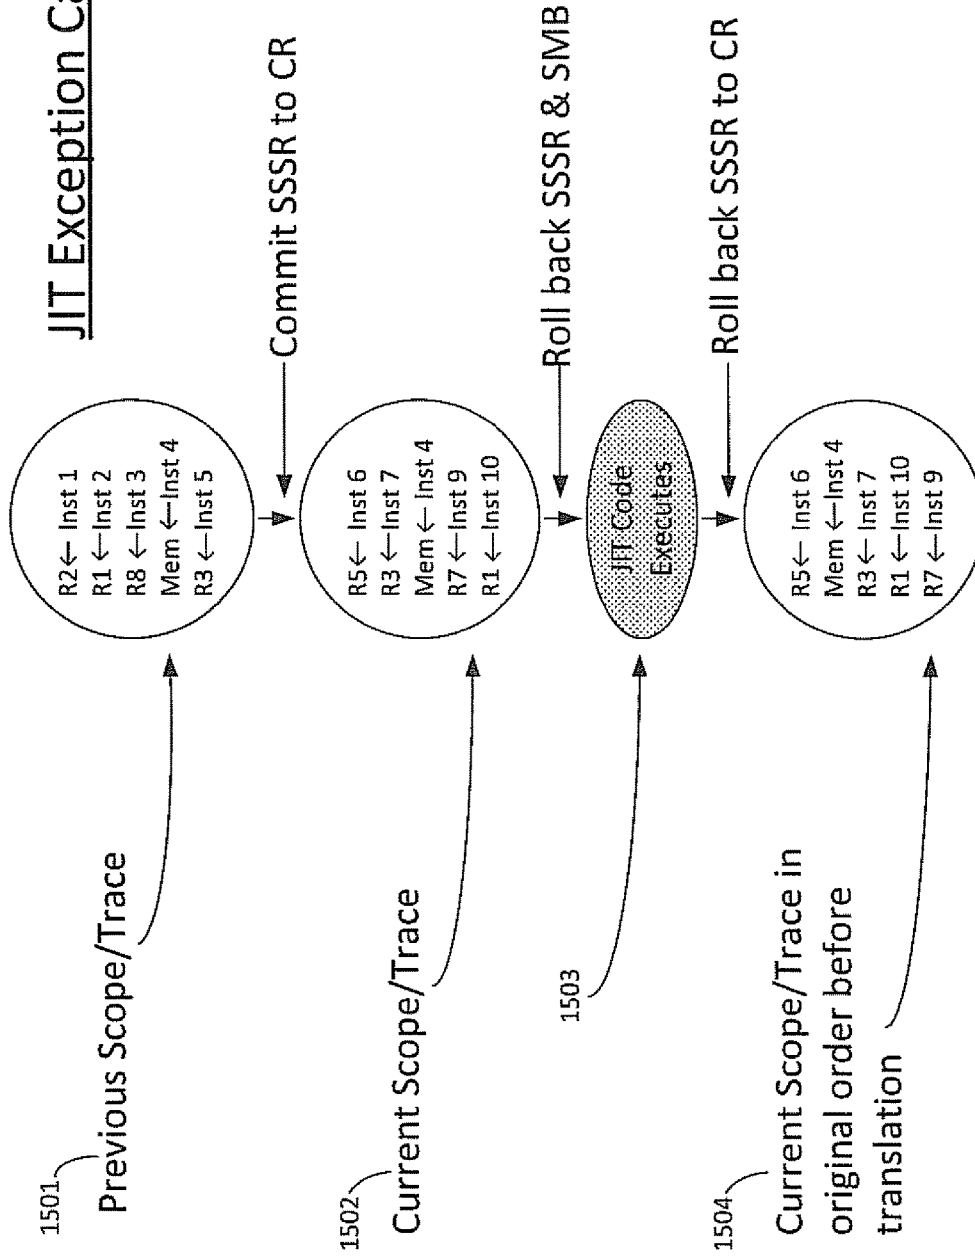 JIT Exception Ca
1501
Previous Scope/Trace
R2← Inst 1
R1 ←Inst 2
R8 ←Inst 3
Mem ←Inst 4
R3 ←Inst 5
Commit SSSR to CR
1502
Current Scope/Trace
R5← Inst 6
R3 ←Inst 7
Mem ← Inst 4
R7 ←Inst 9
R1 ←Inst 10
Roll back SSSR & SMB
1503
JIT Code
Executes
Roll back SSSR to CR
1504
Current Scope/Trace in
original order before
translation
R5← Inst 6
Mem ←Inst 4
R3 ←Inst 7
R1 ←Inst 10
R7 ←Inst 9